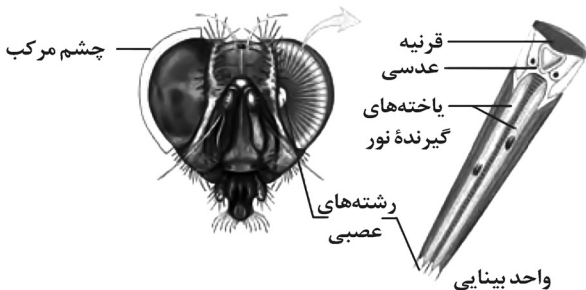 چشم مرکب
قرنیه
عدسی
یاخته‌های
گیرندهٔ نور
رشته‌های
عصبی
واحد بینایی